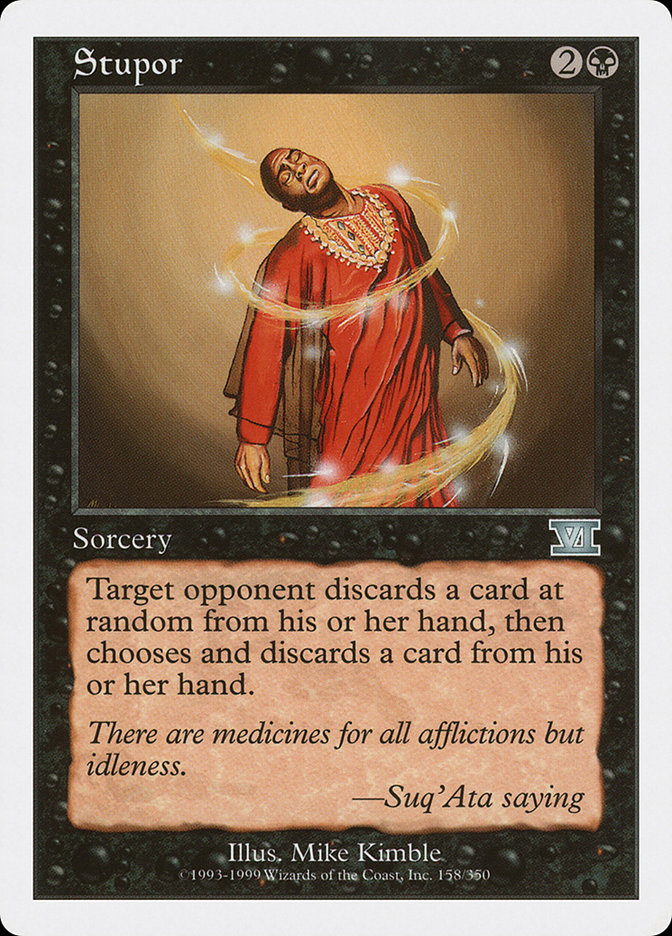 Stupor 2
Sorcery VI
Target opponent discards a card at
random from his or her hand, then
chooses and discards a card from his
or her hand.
There are medicines for all afflictions but
idleness.
—Suq'Ata saying
Illus. Mike Kimble
©1993-1999 Wizards of the Coast, Inc. 158/350